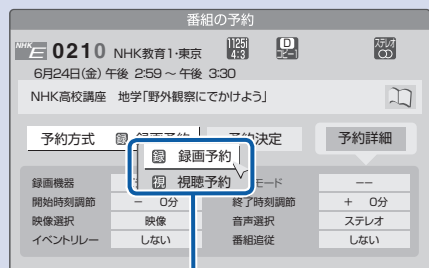 番組の予約
NHK E 0210 NHK教育1・東京 1125i 4:3 D コピー1 ステレオ
6月24日(金) 午後 2:59 ~ 午後 3:30
NHK高校講座 地学「野外観察にでかけよう」
予約方式 録 録画予約 予約決定 予約詳細
録 録画予約
視 視聴予約
録画機器 モード --
開始時刻調節 - 0分 終了時刻調節 + 0分
映像選択 映像 音声選択 ステレオ
イベントリレー しない 番組追従 しない